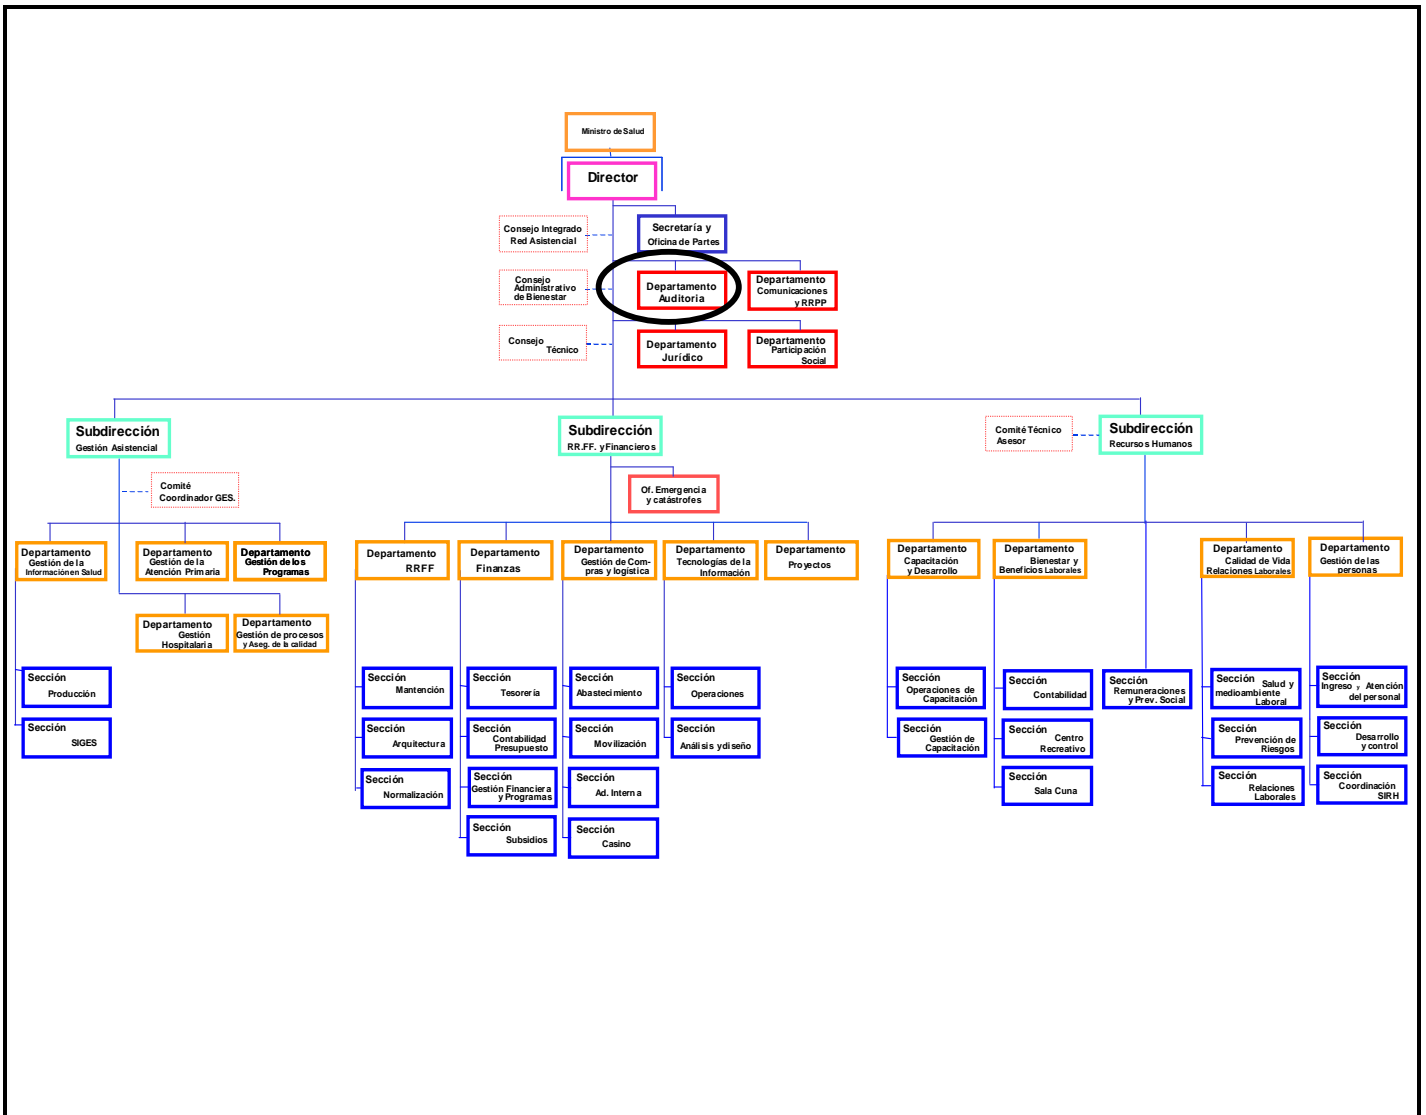 Ministro de Salud
Director
Consejo Integrado
Red Asistencial
Secretaría y
Oficina de Partes
Consejo
Administrativo
de Bienestar
Departamento
Auditoria
Departamento
Comunicaciones
y RRPP
Consejo
Técnico
Departamento
Jurídico
Departamento
Participación
Social
Subdirección
Gestión Asistencial
Subdirección
RR.FF. y Financieros
Comité Técnico
Asesor
Subdirección
Recursos Humanos
Comité
Coordinador GES.
Of. Emergencia
y catástrofes
Departamento
Gestión de la
Información en Salud
Departamento
Gestión de la
Atención Primaria
Departamento
Gestión de los
Programas
Departamento
RRFF
Departamento
Finanzas
Departamento
Gestión de Com-
pras y logística
Departamento
Tecnologías de la
Información
Departamento
Proyectos
Departamento
Capacitación
y Desarrollo
Departamento
Bienestar y
Beneficios Laborales
Departamento
Calidad de Vida
Relaciones Laborales
Departamento
Gestión de las
personas
Departamento
Gestión
Hospitalaria
Departamento
Gestión de procesos
y Aseg. de la calidad
Sección
Producción
Sección
Mantención
Sección
Tesorería
Sección
Abastecimiento
Sección
Operaciones
Sección
Operaciones de
Capacitación
Sección
Contabilidad
Sección
Remuneraciones
y Prev. Social
Sección Salud y
medioambiente
Laboral
Sección
Ingreso y Atención
del personal
Sección
SIGES
Sección
Arquitectura
Sección
Contabilidad
Presupuesto
Sección
Movilización
Sección
Análisis y diseño
Sección
Gestión de
Capacitación
Sección
Centro
Recreativo
Sección
Prevención de
Riesgos
Sección
Desarrollo
y control
Sección
Normalización
Sección
Gestión Financiera
y Programas
Sección
Ad. Interna
Sección
Sala Cuna
Sección
Relaciones
Laborales
Sección
Coordinación
SIRH
Sección
Subsidios
Sección
Casino